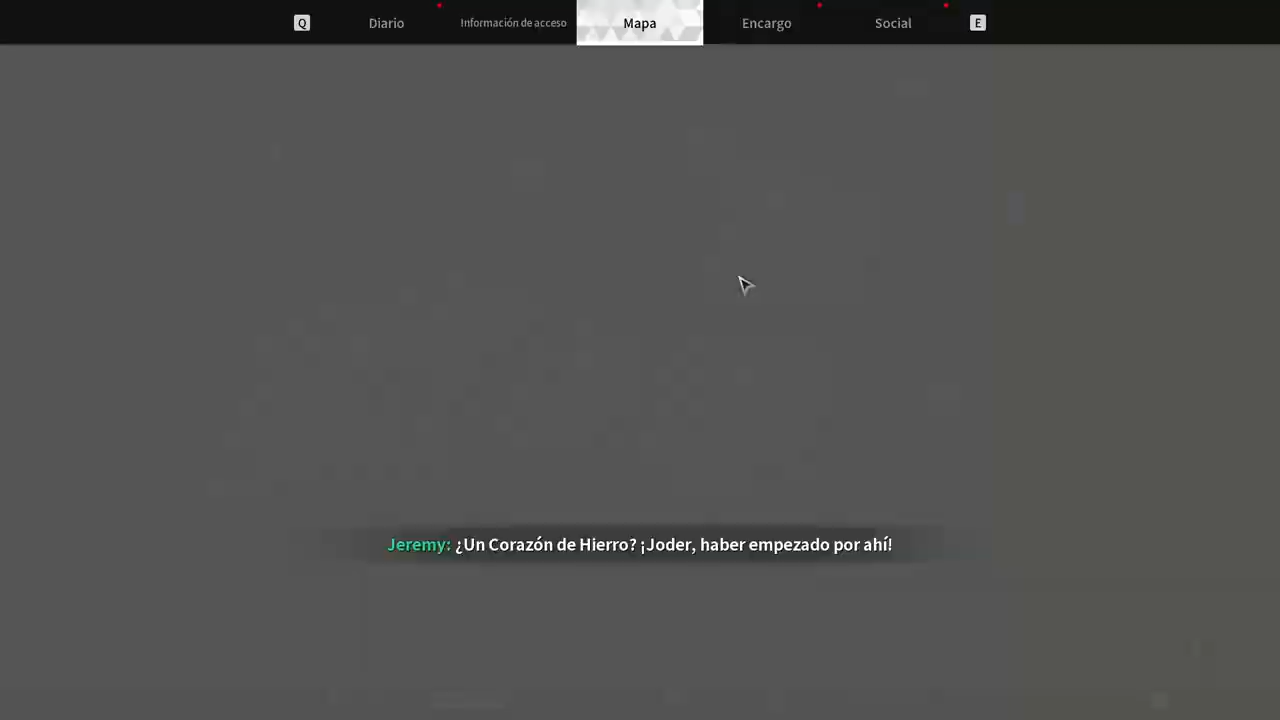 Q Diario Información de acceso Mapa Encargo Social E
Jeremy: ¿Un Corazón de Hierro? ¡Joder, haber empezado por ahí!